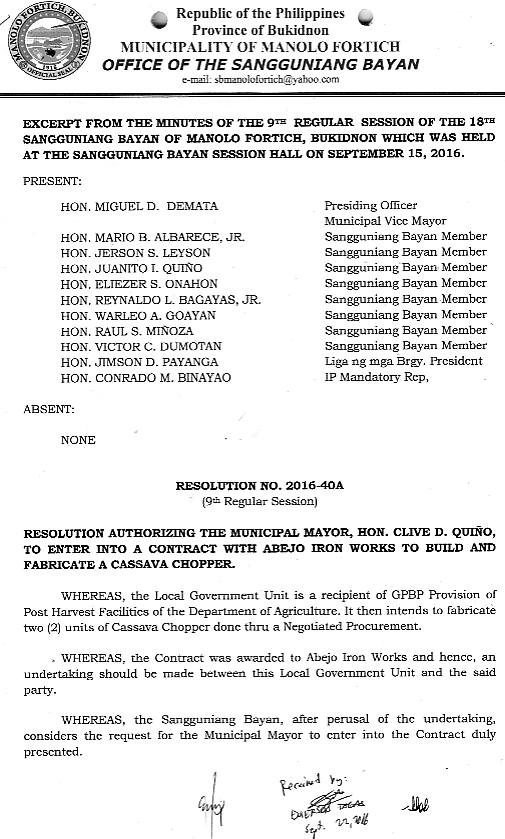 Republic of the Philippines
Province of Bukidnon
MUNICIPALITY OF MANOLO FORTICH
OFFICE OF THE SANGGUNIANG BAYAN
e-mail: sbmanolofortich@yahoo.com
MANOLO FORTICH, BUKIDNON
OFFICIAL SEAL
EXCERPT FROM THE MINUTES OF THE 9TH REGULAR SESSION OF THE 18TH
SANGGUNIANG BAYAN OF MANOLO FORTICH, BUKIDNON WHICH WAS HELD
AT THE SANGGUNIANG BAYAN SESSION HALL ON SEPTEMBER 15, 2016.
PRESENT:
HON. MIGUEL D. DEMATA Presiding Officer
Municipal Vice Mayor
HON. MARIO B. ALBARECE, JR. Sangguniang Bayan Member
HON. JERSON S. LEYSON Sangguniang Bayan Member
HON. JUANITO I. QUIÑO Sangguniang Bayan Member
HON. ELIEZER S. ONAHON Sangguniang Bayan Member
HON. REYNALDO L. BAGAYAS, JR. Sangguniang Bayan Member
HON. WARLEO A. GOAYAN Sangguniang Bayan Member
HON. RAUL S. MIÑOZA Sangguniang Bayan Member
HON. VICTOR C. DUMOTAN Sangguniang Bayan Member
HON. JIMSON D. PAYANGA Liga ng mga Brgy. President
HON. CONRADO M. BINAYAO IP Mandatory Rep,
ABSENT:
NONE
RESOLUTION NO. 2016-40A
(9th Regular Session)
RESOLUTION AUTHORIZING THE MUNICIPAL MAYOR, HON. CLIVE D. QUIÑO,
TO ENTER INTO A CONTRACT WITH ABEJO IRON WORKS TO BUILD AND
FABRICATE A CASSAVA CHOPPER.
WHEREAS, the Local Government Unit is a recipient of GPBP Provision of
Post Harvest Facilities of the Department of Agriculture. It then intends to fabricate
two (2) units of Cassava Chopper done thru a Negotiated Procurement.
WHEREAS, the Contract was awarded to Abejo Iron Works and hence, an
undertaking should be made between this Local Government Unit and the said
party.
WHEREAS, the Sangguniang Bayan, after perusal of the undertaking,
considers the request for the Municipal Mayor to enter into the Contract duly
presented.
Received by:
Sept. 22, 2016